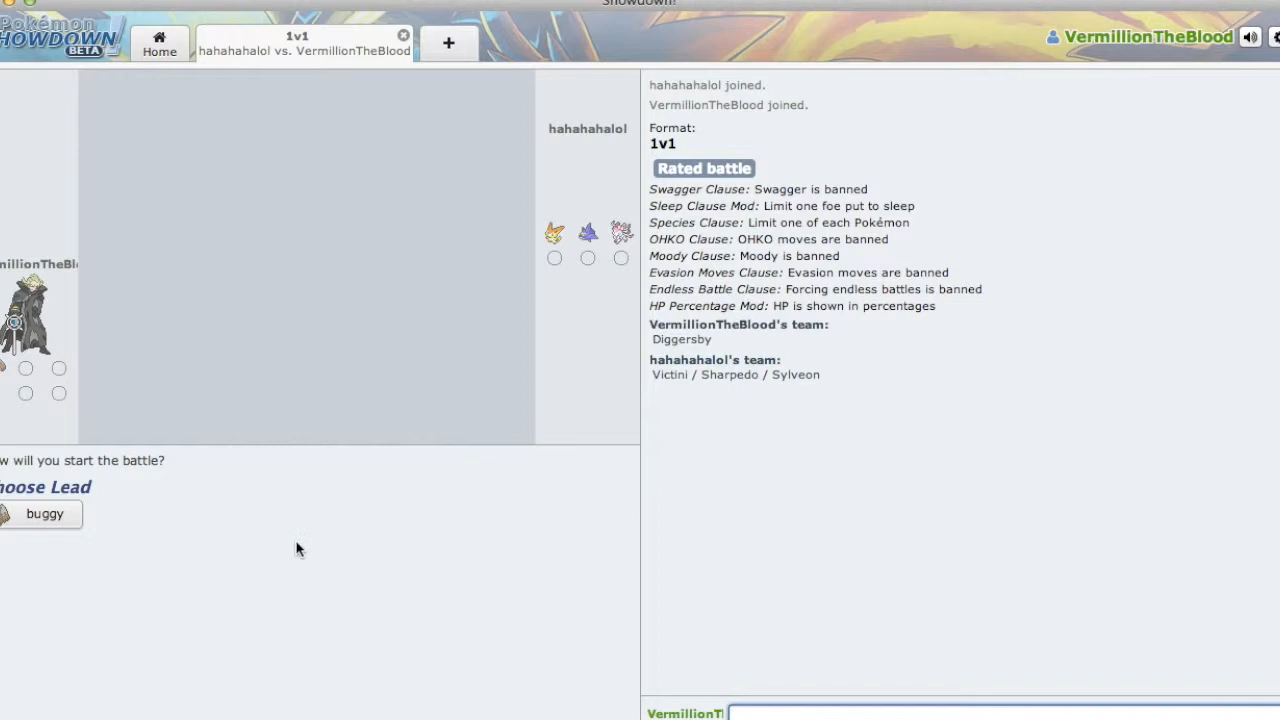 Showdown!
Pokémon
SHOWDOWN
BETA
Home
1v1
hahahahalol vs. VermillionTheBlood
+
VermillionTheBlood
hahahahalol
millionTheBl
w will you start the battle?
hoose Lead
buggy
hahahahalol joined.
VermillionTheBlood joined.
Format:
1v1
Rated battle
Swagger Clause: Swagger is banned
Sleep Clause Mod: Limit one foe put to sleep
Species Clause: Limit one of each Pokémon
OHKO Clause: OHKO moves are banned
Moody Clause: Moody is banned
Evasion Moves Clause: Evasion moves are banned
Endless Battle Clause: Forcing endless battles is banned
HP Percentage Mod: HP is shown in percentages
VermillionTheBlood's team:
Diggersby
hahahahalol's team:
Victini / Sharpedo / Sylveon
VermillionT